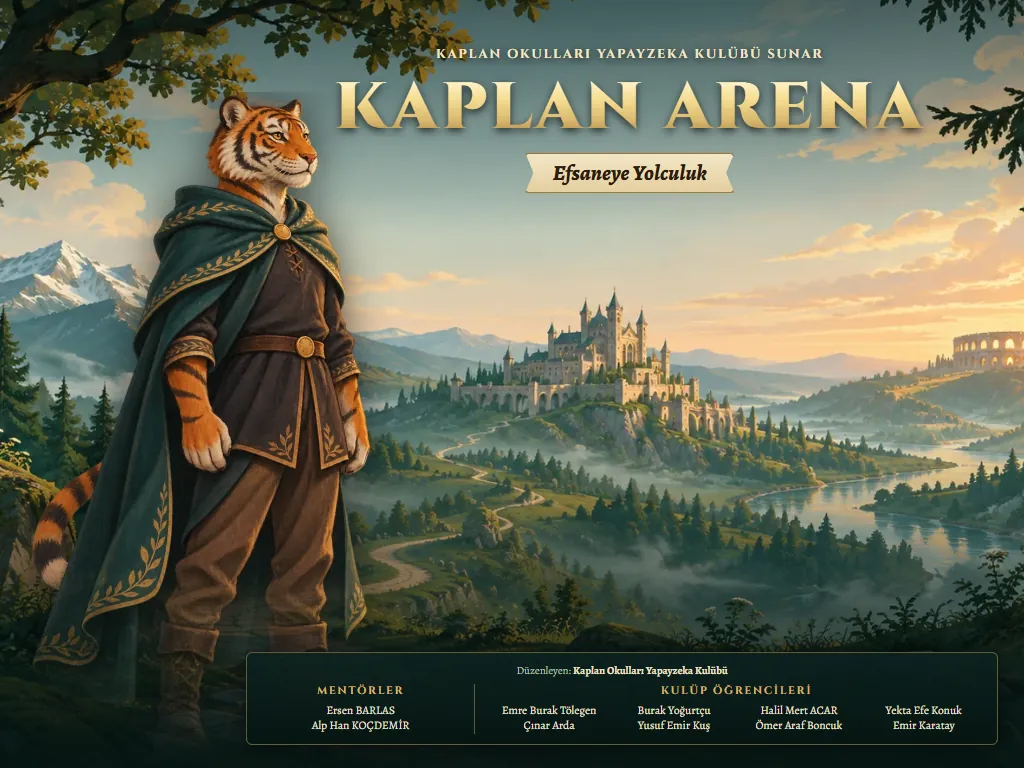 KAPLAN OKULLARI YAPAYZEKA KULÜBÜ SUNAR
KAPLAN ARENA
Efsaneye Yolculuk
Düzenleyen: Kaplan Okulları Yapayzeka Kulübü
MENTÖRLER
Ersen BARLAS
Alp Han KOÇDEMİR
KULÜP ÖĞRENCİLERİ
Emre Burak Tölegen Burak Yoğurtçu Halil Mert ACAR Yekta Efe Konuk
Çınar Arda Yusuf Emir Kuş Ömer Araf Boncuk Emir Karatay